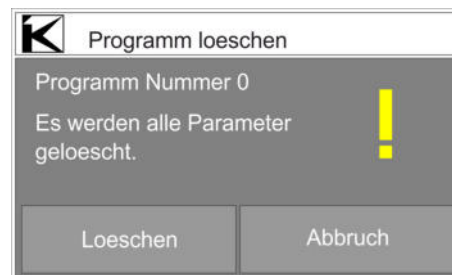 Programm loeschen
Programm Nummer 0
Es werden alle Parameter
geloescht.
!
Loeschen
Abbruch